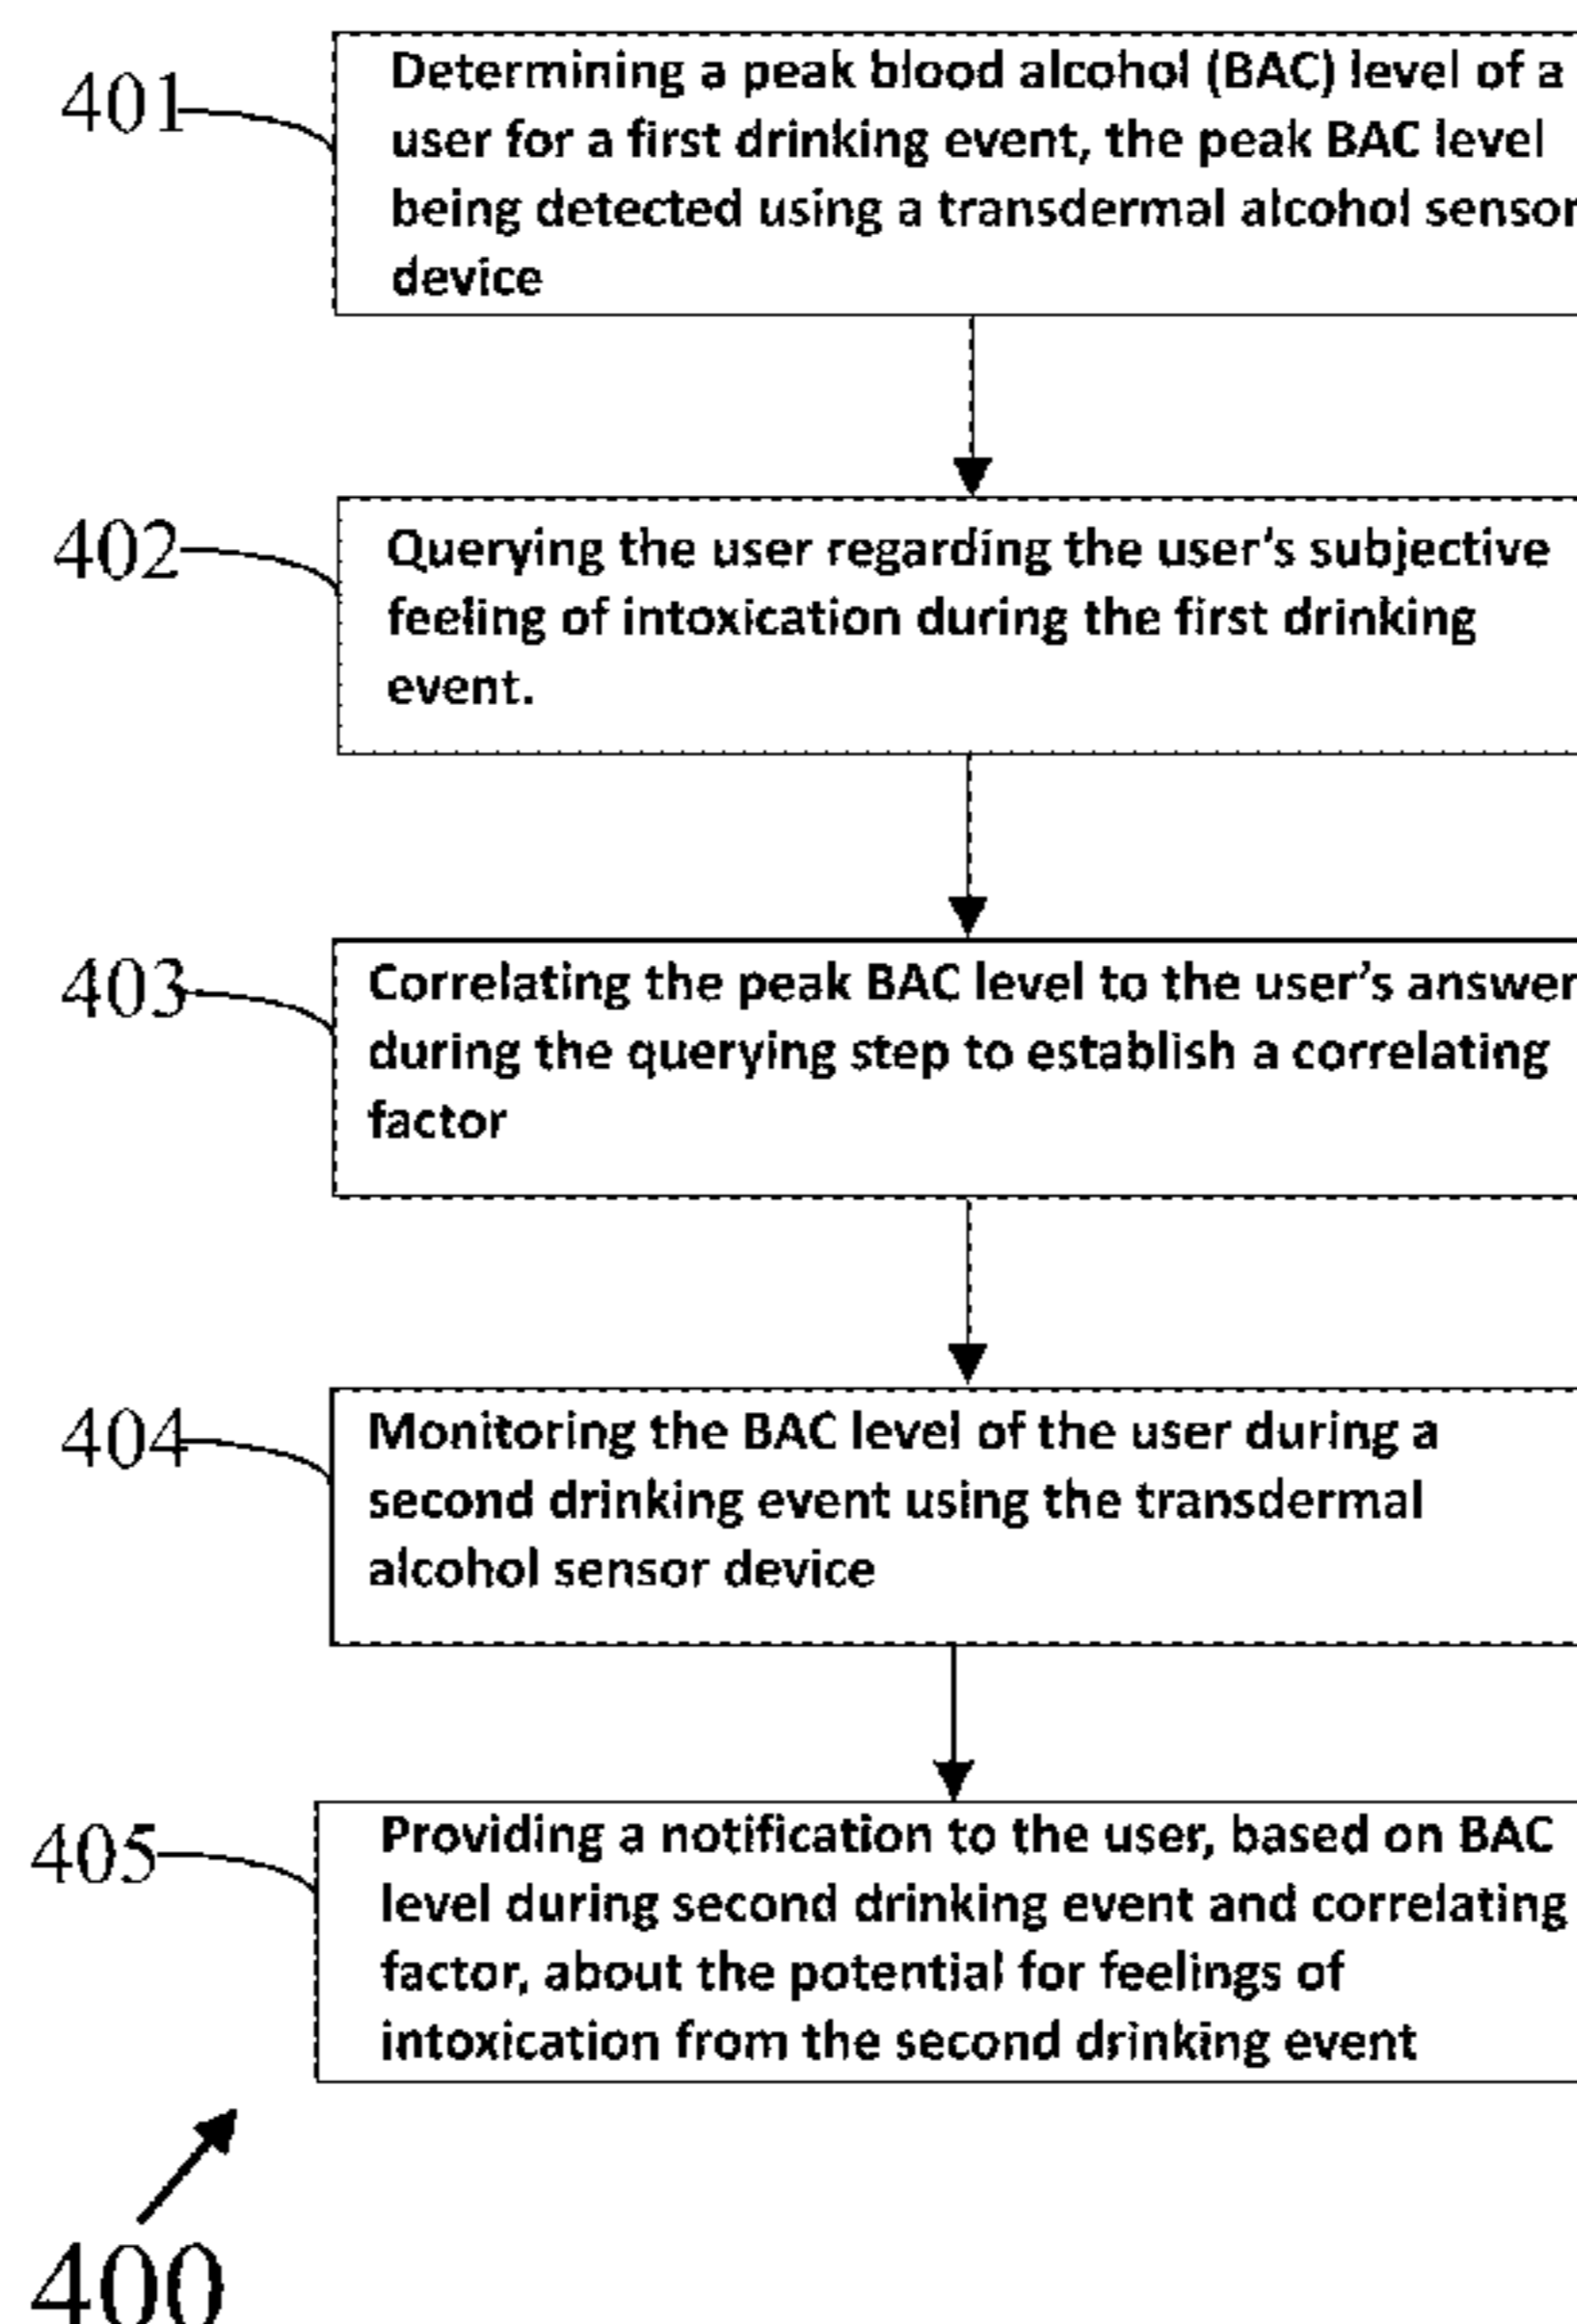 401
Determining a peak blood alcohol (BAC) level of a
user for a first drinking event, the peak BAC level
being detected using a transdermal alcohol sensor
device
402
Querying the user regarding the user's subjective
feeling of intoxication during the first drinking
event.
403
Correlating the peak BAC level to the user's answer
during the querying step to establish a correlating
factor
404
Monitoring the BAC level of the user during a
second drinking event using the transdermal
alcohol sensor device
405
Providing a notification to the user, based on BAC
level during second drinking event and correlating
factor, about the potential for feelings of
intoxication from the second drinking event
400